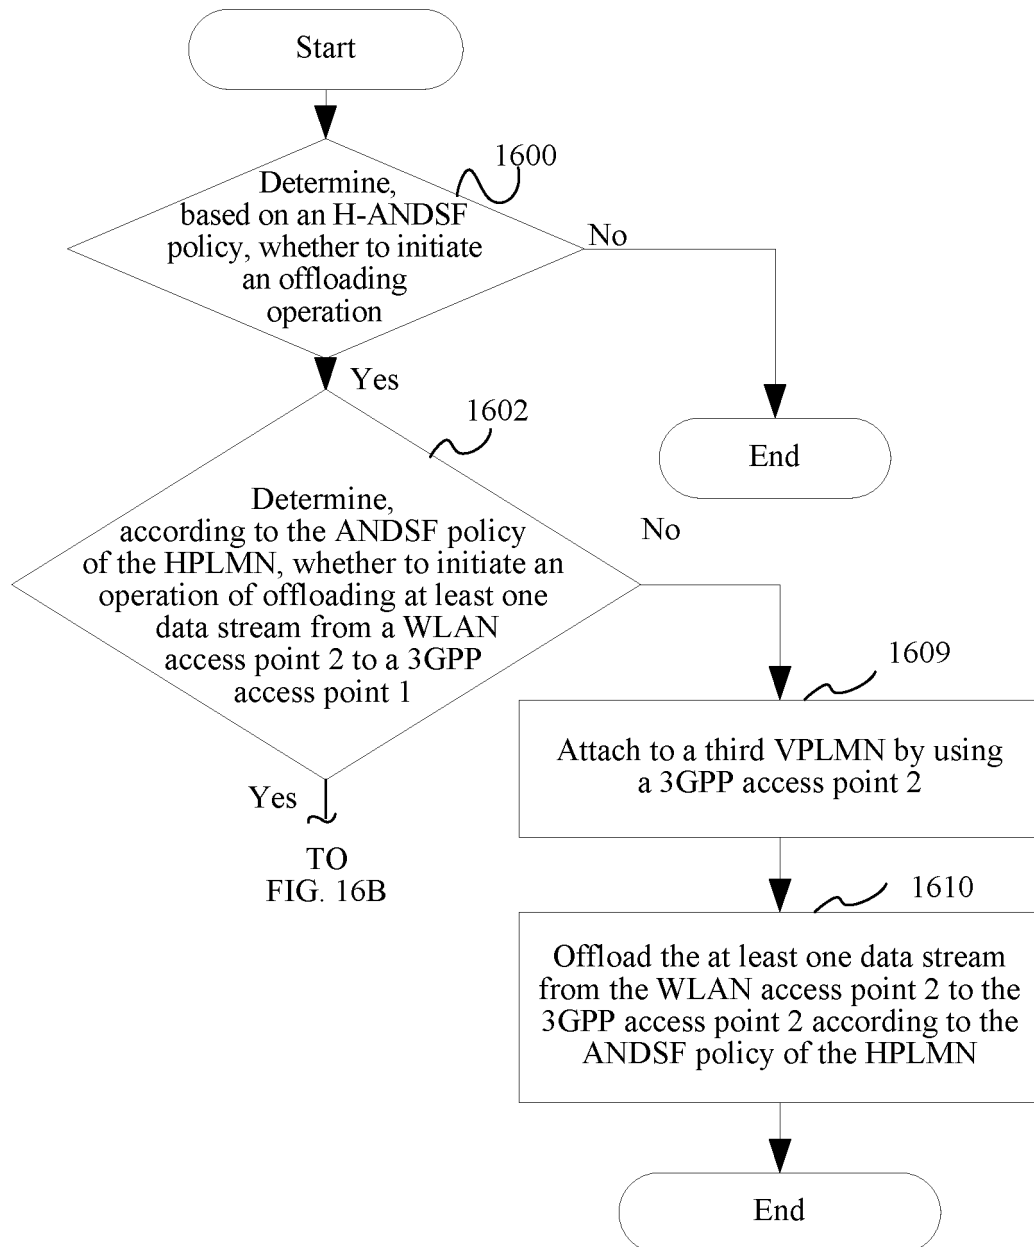 Start
1600
Determine,
based on an H-ANDSF
policy, whether to initiate
an offloading
operation
No
Yes
End
1602
Determine,
according to the ANDSF policy
of the HPLMN, whether to initiate an
operation of offloading at least one
data stream from a WLAN
access point 2 to a 3GPP
access point 1
No
Yes
TO
FIG. 16B
1609
Attach to a third VPLMN by using
a 3GPP access point 2
1610
Offload the at least one data stream
from the WLAN access point 2 to the
3GPP access point 2 according to the
ANDSF policy of the HPLMN
End